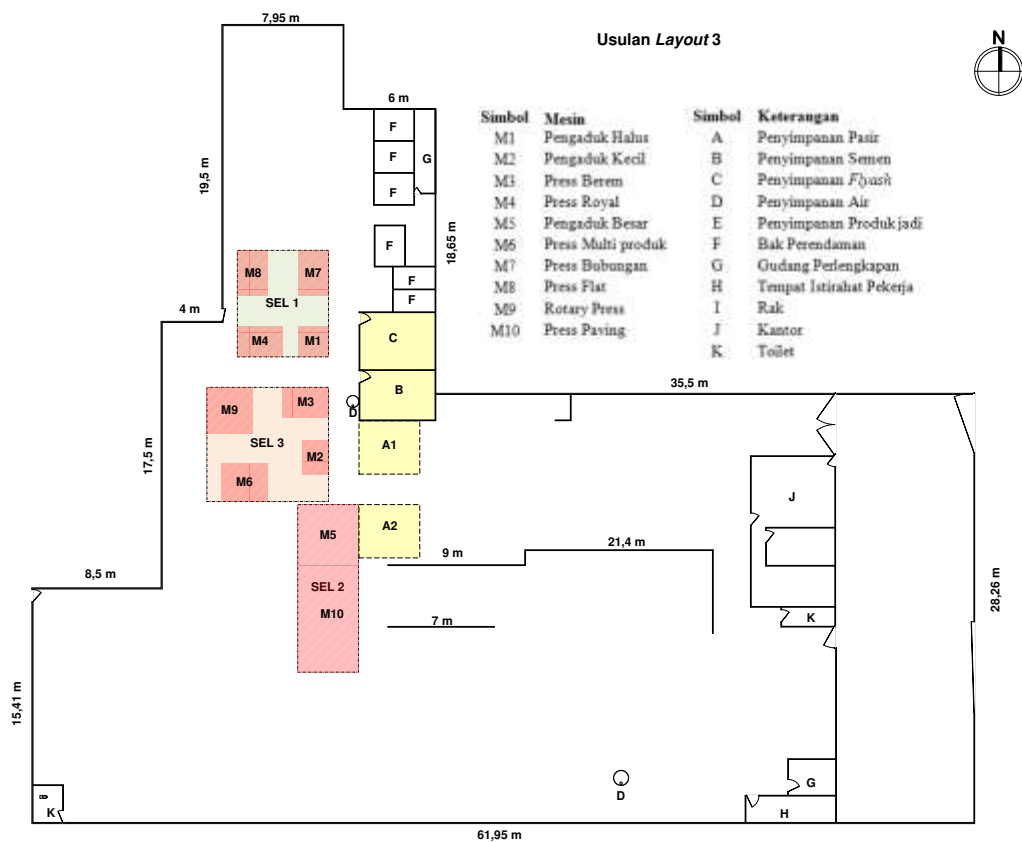 7,95 m
Usulan Layout 3
N
6 m
Simbol Mesin
M1 Pengaduk Halus
M2 Pengaduk Kecil
M3 Press Berem
M4 Press Royal
M5 Pengaduk Besar
M6 Press Multi produk
M7 Press Bobungan
M8 Press Flat
M9 Rotary Press
M10 Press Paving
Simbol Keterangan
A Penyimpanan Pasir
B Penyimpanan Semen
C Penyimpanan Flyash
D Penyimpanan Air
E Penyimpanan Produk jadi
F Bak Perendaman
G Gudang Perlengkapan
H Tempat Istirahat Pekerja
I Rak
J Kantor
K Toilet
F
F
G
F
19,5 m
F
18,65 m
F
F
M8
M7
SEL 1
M4
M1
4 m
C
B
D
35,5 m
M9
M3
SEL 3
M2
M6
A1
17,5 m
A2
M5
SEL 2
M10
9 m
21,4 m
7 m
J
K
28,26 m
8,5 m
15,41 m
K
D
G
H
61,95 m